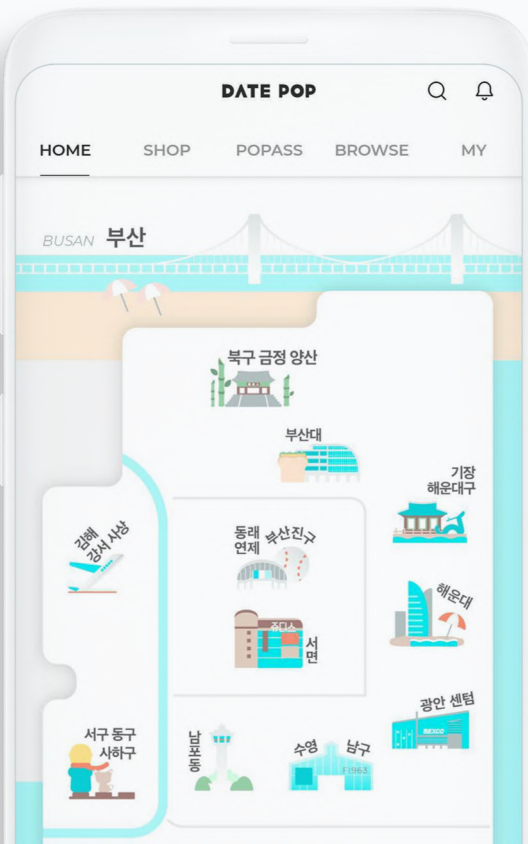 DATE POP
HOME SHOP POPASS BROWSE MY
BUSAN 부산
북구 금정 양산
부산대
기장
해운대구
김해
강서 사상
동래
연제
부산진구
해운대
쥬디스
서면
광안 센텀
BEXCO
서구 동구
사하구
남포동
수영
남구
F1963